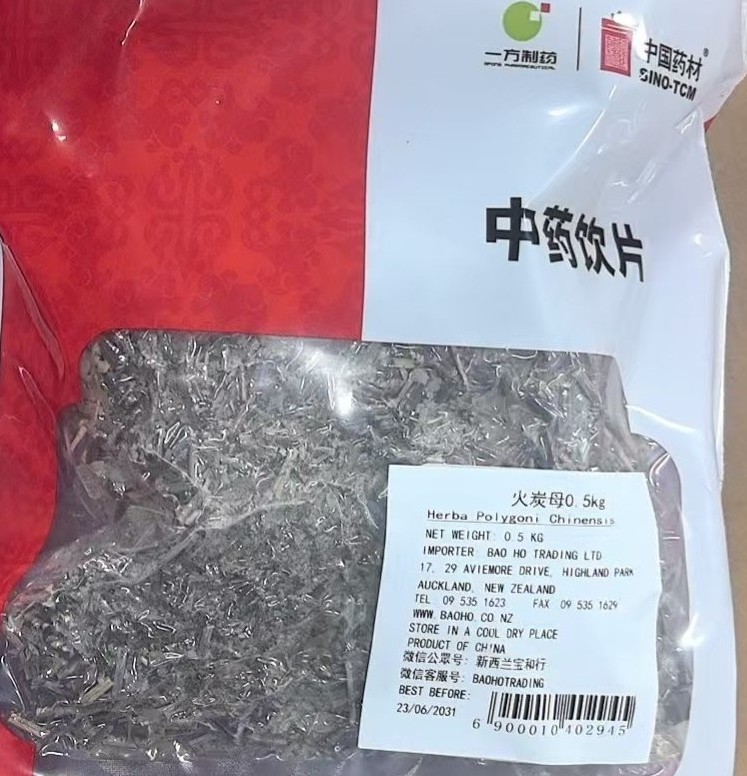 一方制药
中国药材®
SINO-TCM
中药饮片
火炭母0.5kg
Herba Polygoni Chinensis
NET WEIGHT: 0.5 KG
IMPORTER: BAO HO TRADING LTD
17, 29 AVIEMORE DRIVE, HIGHLAND PARK
AUCKLAND, NEW ZEALAND
TEL 09 535 1623 FAX 09 535 1629
WWW.BAOHO.CO.NZ
STORE IN A COOL DRY PLACE
PRODUCT OF CHINA
微信公眾号: 新西兰宝和行
微信客服号: BAOHOTRADING
BEST BEFORE:
23/06/2031
6 900010 402945